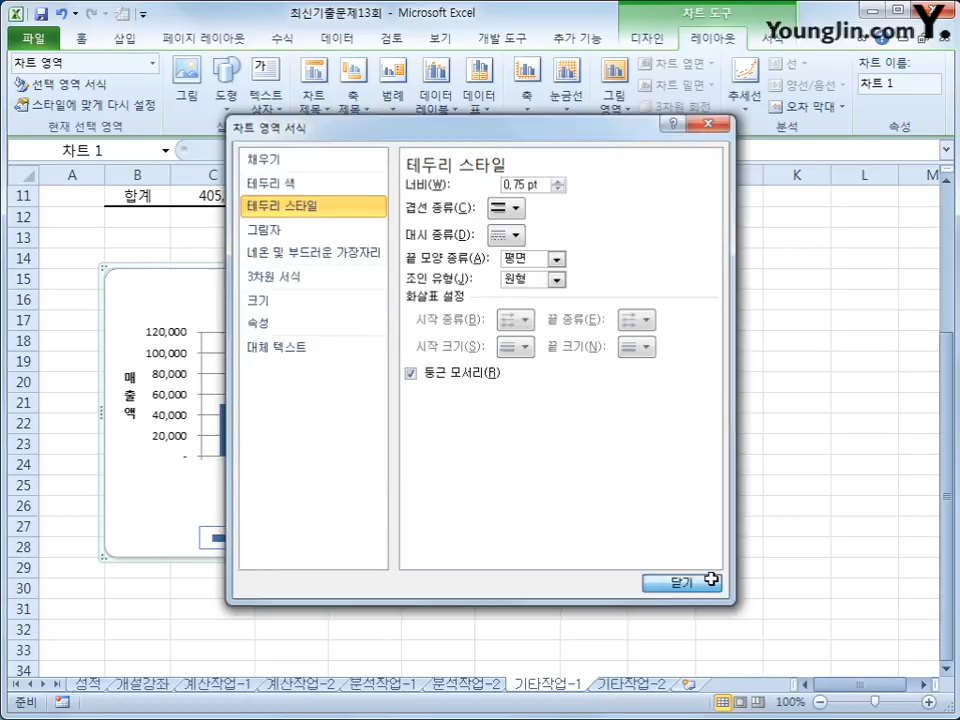 최신기출문제13회 - Microsoft Excel
차트 도구
Younglin.com Y.
파일 홈 삽입 페이지 레이아웃 수식 데이터 검토 보기 개발 도구 추가 기능 디자인 레이아웃 서식
차트 영역
선택 영역 서식
스타일에 맞게 다시 설정
현재 선택 영역
그림
도형
텍스트 상자
차트 제목
축 제목
범례
데이터 레이블
데이터 표
축
눈금선
그림 영역
차트 옆면
차트 밑면
3차원 회전
추세선
선
양선/음선
오차 막대
분석
차트 이름:
차트 1
속성
차트 1
A B C K L M
11 합계 405,
12
13
14
15
16
17
18
19
20
21
22
23
24
25
26
27
28
29
30
31
32
33
34
120,000
100,000
80,000
60,000
40,000
20,000
-
매출액
차트 영역 서식
채우기
테두리 색
테두리 스타일
그림자
네온 및 부드러운 가장자리
3차원 서식
크기
속성
대체 텍스트
테두리 스타일
너비(W): 0.75 pt
겹선 종류(C):
대시 종류(D):
끝 모양 종류(A): 평면
조인 유형(J): 원형
화살표 설정
시작 종류(B): 끝 종류(E):
시작 크기(S): 끝 크기(N):
둥근 모서리(R)
닫기
성적 개설강좌 계산작업-1 계산작업-2 분석작업-1 분석작업-2 기타작업-1 기타작업-2
준비 100%